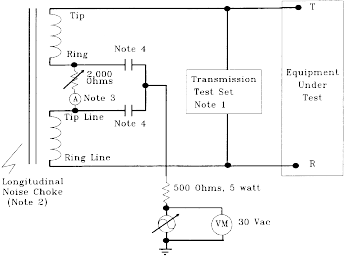 Tip
T
Note 4
Ring
2,000
Ohms
A
Note 3
Transmission
Test Set
Note 1
Equipment
Under
Test
Tip Line
Note 4
Ring Line
R
Longitudinal
Noise Choke
(Note 2)
500 Ohms, 5 watt
VM
30 Vac